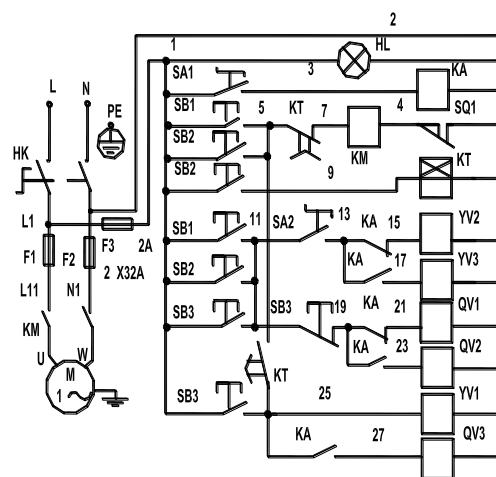 2
1
HL
3
SA1
KA
L N
SB1 5 KT 7 4 SQ1
PE
SB2
KM
HK
SB2 9 KT
L1
SB1 11 SA2 13 KA 15 YV2
F1 F2 F3 2A
KA 17 YV3
2 X32A
SB2
KA
L11 N1
SB3 SB3 19 21 QV1
KM
KA 23 QV2
U W
M
KT
1
SB3 25 YV1
KA 27 QV3